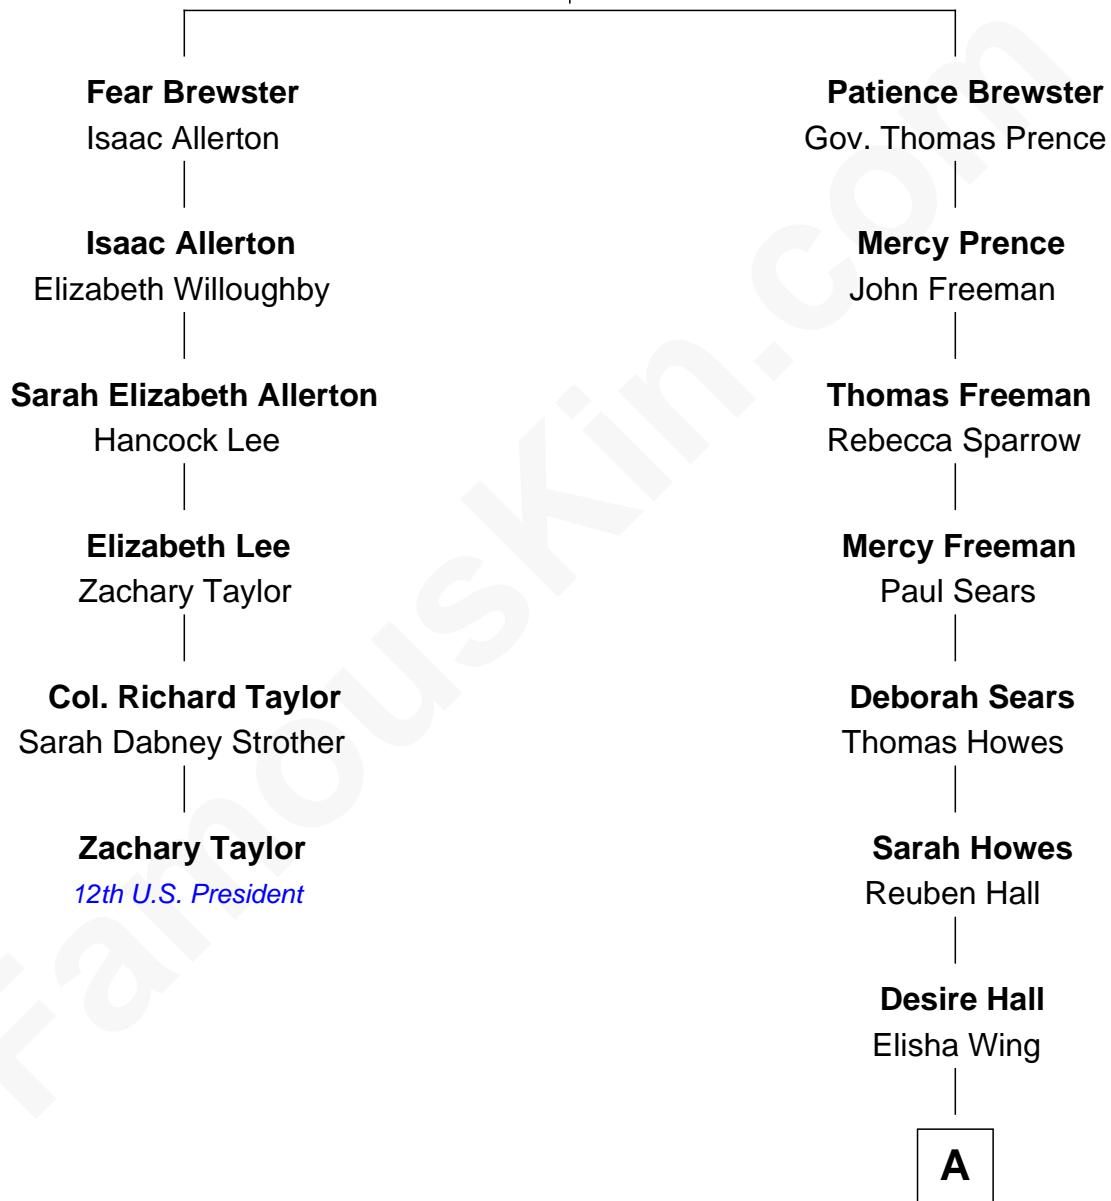 Fear Brewster
Isaac Allerton
Isaac Allerton
Elizabeth Willoughby
Sarah Elizabeth Allerton
Hancock Lee
Elizabeth Lee
Zachary Taylor
Col. Richard Taylor
Sarah Dabney Strother
Zachary Taylor
12th U.S. President
Patience Brewster
Gov. Thomas Prence
Mercy Prence
John Freeman
Thomas Freeman
Rebecca Sparrow
Mercy Freeman
Paul Sears
Deborah Sears
Thomas Howes
Sarah Howes
Reuben Hall
Desire Hall
Elisha Wing
A
FamousKin.com